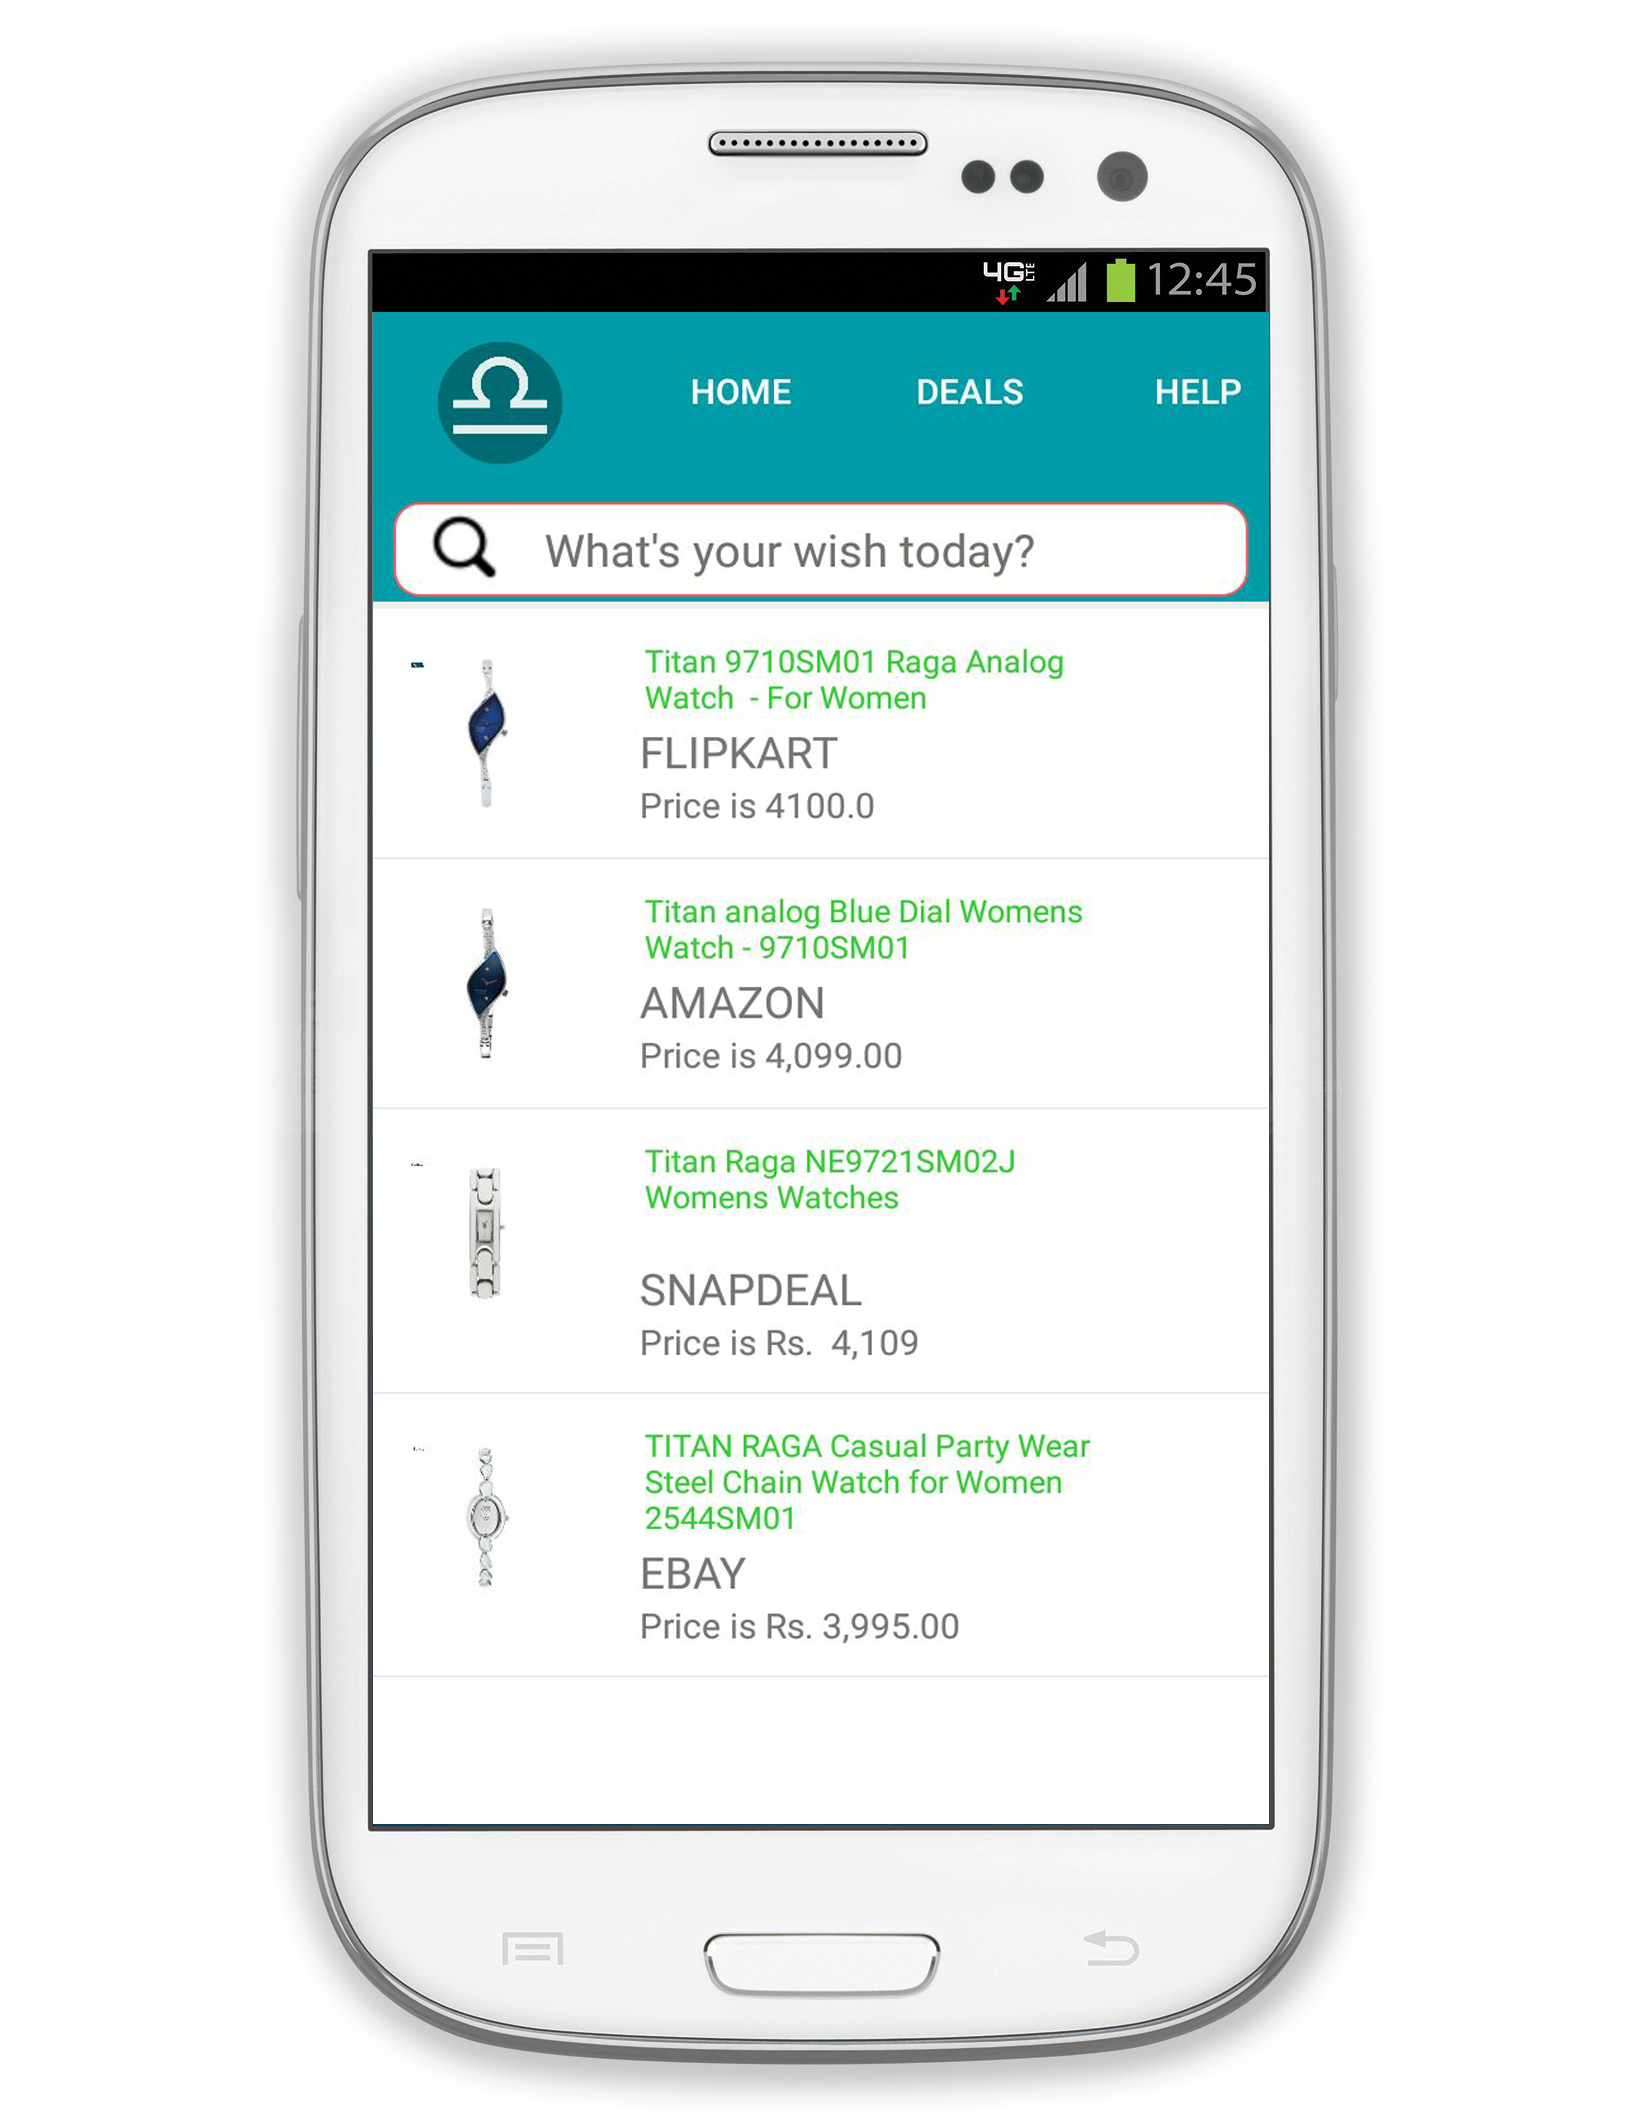 4G LTE 12:45
HOME DEALS HELP
What's your wish today?
Titan 9710SM01 Raga Analog
Watch - For Women
FLIPKART
Price is 4100.0
Titan analog Blue Dial Womens
Watch - 9710SM01
AMAZON
Price is 4,099.00
Titan Raga NE9721SM02J
Womens Watches
SNAPDEAL
Price is Rs. 4,109
TITAN RAGA Casual Party Wear
Steel Chain Watch for Women
2544SM01
EBAY
Price is Rs. 3,995.00